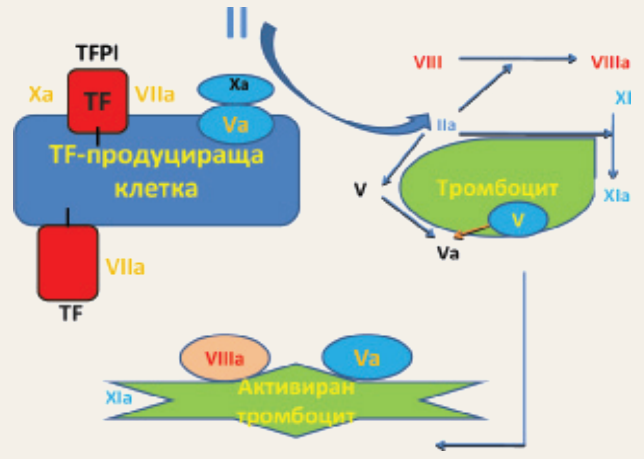 II
TFPI
Xa
TF
VIIa
Xa
Va
TF-продуцираща
клетка
VIIa
TF
VIII
VIIIa
XI
IIa
V
Тромбоцит
XIa
V
Va
VIIIa
Va
XIa
Активиран
тромбоцит